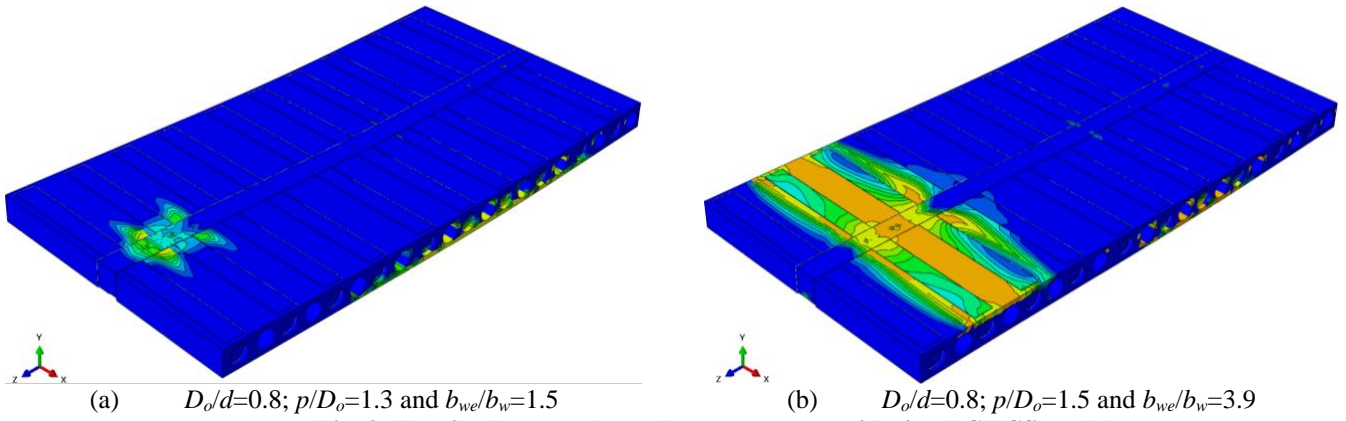 Y
Z
X
Y
Z
X
(a) Do/d=0.8; p/Do=1.3 and bwe/bw=1.5
(b) Do/d=0.8; p/Do=1.5 and bwe/bw=3.9